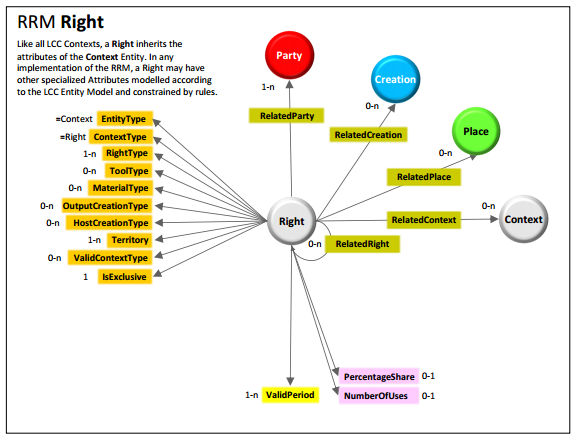 RRM Right
Like all LCC Contexts, a Right inherits the
attributes of the Context Entity. In any
implementation of the RRM, a Right may have
other specialized Attributes modelled according
to the LCC Entity Model and constrained by rules.
Party
1-n
RelatedParty
Creation
0-n
RelatedCreation
Place
0-n
RelatedPlace
Context
0-n
RelatedContext
Right
0-n
RelatedRight
=Context EntityType
=Right ContextType
1-n RightType
0-n ToolType
0-n MaterialType
0-n OutputCreationType
0-n HostCreationType
1-n Territory
0-n ValidContextType
1 IsExclusive
PercentageShare 0-1
NumberOfUses 0-1
1-n ValidPeriod